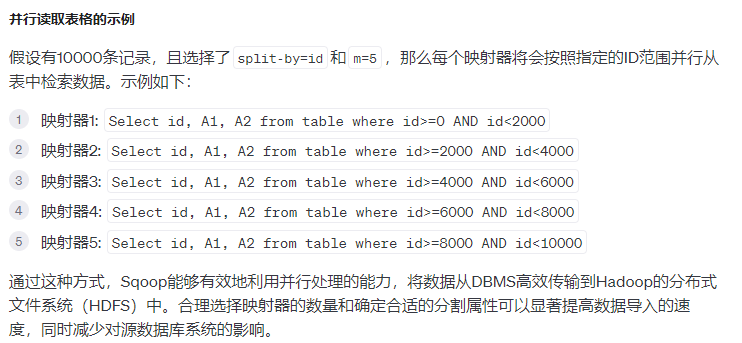 并行读取表格的示例
假设有10000条记录，且选择了 split-by=id 和 m=5 ，那么每个映射器将会按照指定的ID范围并行从
表中检索数据。示例如下：
1 映射器1: Select id, A1, A2 from table where id>=0 AND id<2000
2 映射器2: Select id, A1, A2 from table where id>=2000 AND id<4000
3 映射器3: Select id, A1, A2 from table where id>=4000 AND id<6000
4 映射器4: Select id, A1, A2 from table where id>=6000 AND id<8000
5 映射器5: Select id, A1, A2 from table where id>=8000 AND id<10000
通过这种方式，Sqoop能够有效地利用并行处理的能力，将数据从DBMS高效传输到Hadoop的分布式
文件系统（HDFS）中。合理选择映射器的数量和确定合适的分割属性可以显著提高数据导入的速
度，同时减少对源数据库系统的影响。